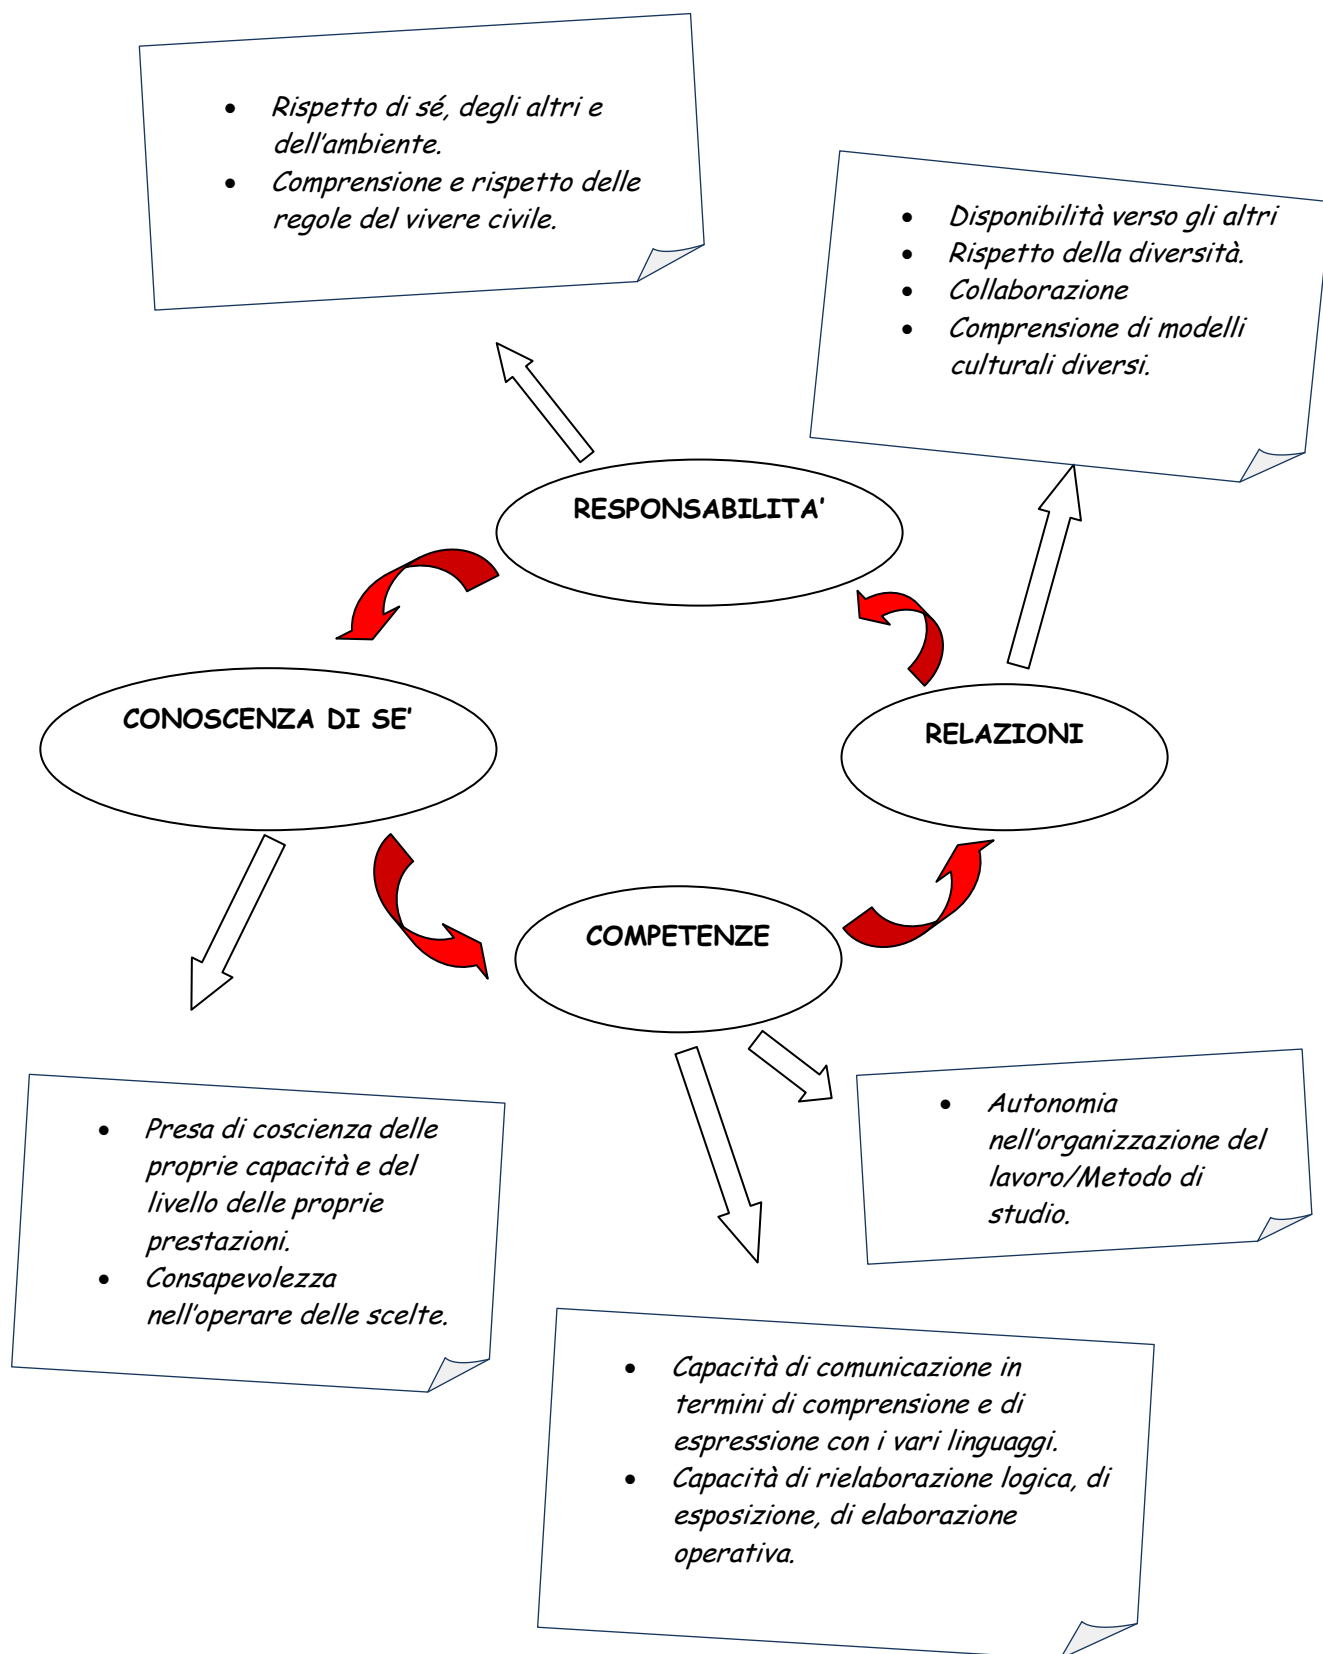 • Rispetto di sé, degli altri e
dell'ambiente.
• Comprensione e rispetto delle
regole del vivere civile.
• Disponibilità verso gli altri
• Rispetto della diversità.
• Collaborazione
• Comprensione di modelli
culturali diversi.
RESPONSABILITA'
CONOSCENZA DI SE'
RELAZIONI
COMPETENZE
• Presa di coscienza delle
proprie capacità e del
livello delle proprie
prestazioni.
• Consapevolezza
nell'operare delle scelte.
• Autonomia
nell'organizzazione del
lavoro/Metodo di
studio.
• Capacità di comunicazione in
termini di comprensione e di
espressione con i vari linguaggi.
• Capacità di rielaborazione logica, di
esposizione, di elaborazione
operativa.